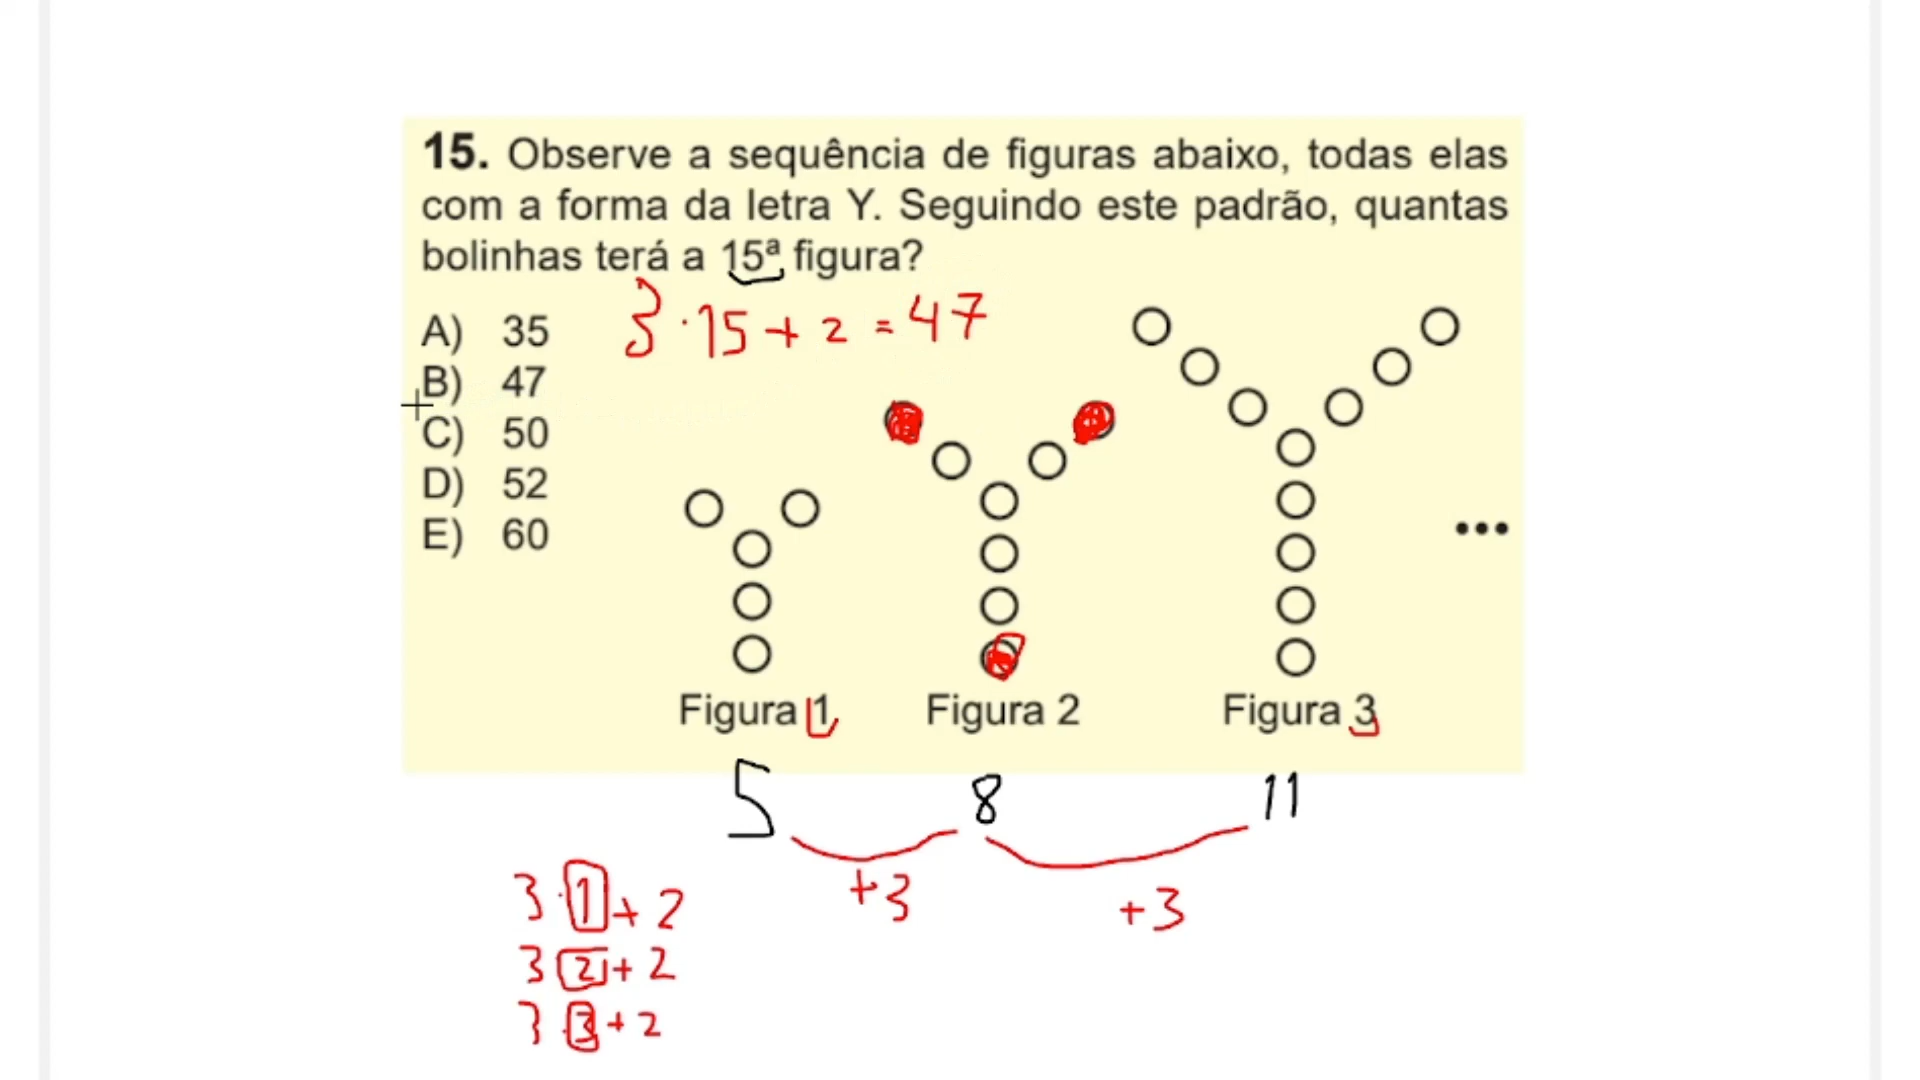 15. Observe a sequência de figuras abaixo, todas elas
com a forma da letra Y. Seguindo este padrão, quantas
bolinhas terá a 15ª figura?
3·15+2=47
A) 35
B) 47
C) 50
D) 52
E) 60
...
Figura 1 Figura 2 Figura 3
5 8 11
+3 +3
3·1+2
3 2+2
3·3+2